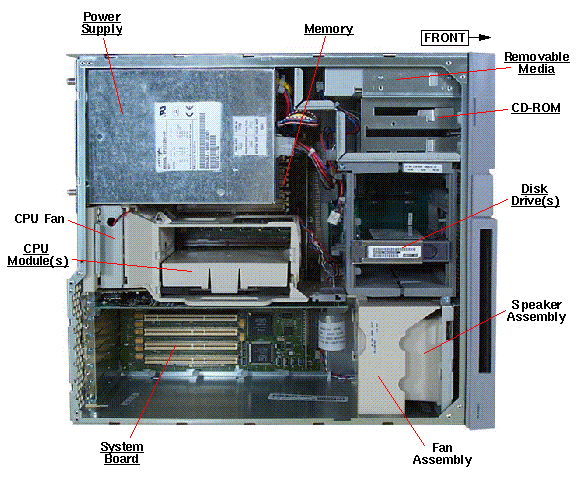 Power
Supply
Memory
FRONT
Removable
Media
CD-ROM
Disk
Drive(s)
CPU Fan
CPU
Module(s)
Speaker
Assembly
System
Board
Fan
Assembly